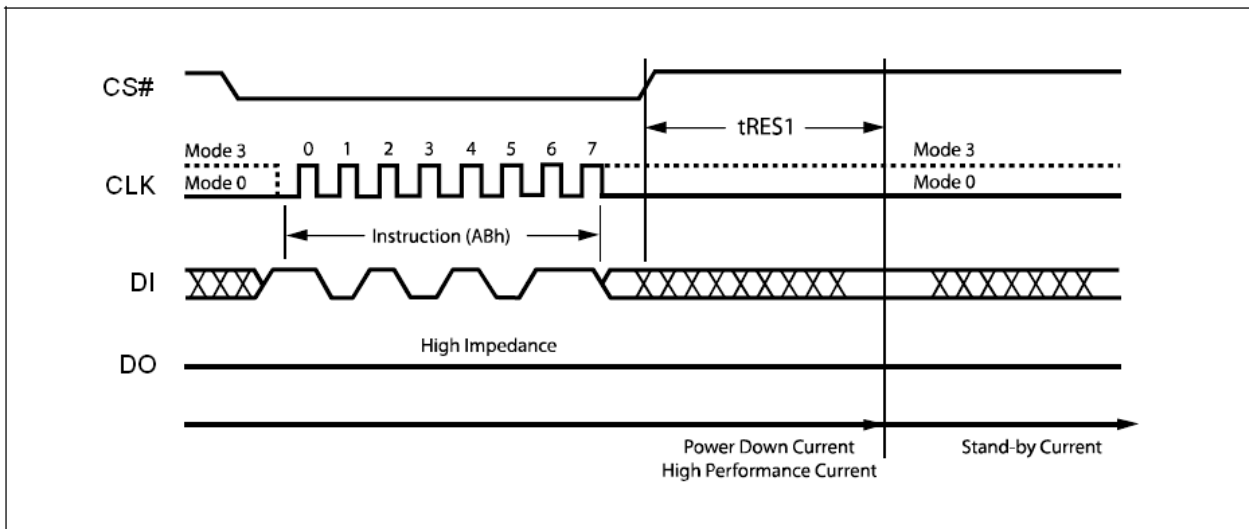 CS#
tRES1
Mode 3 0 1 2 3 4 5 6 7 Mode 3
CLK Mode 0 Mode 0
Instruction (ABh)
DI
High Impedance
DO
Power Down Current Stand-by Current
High Performance Current